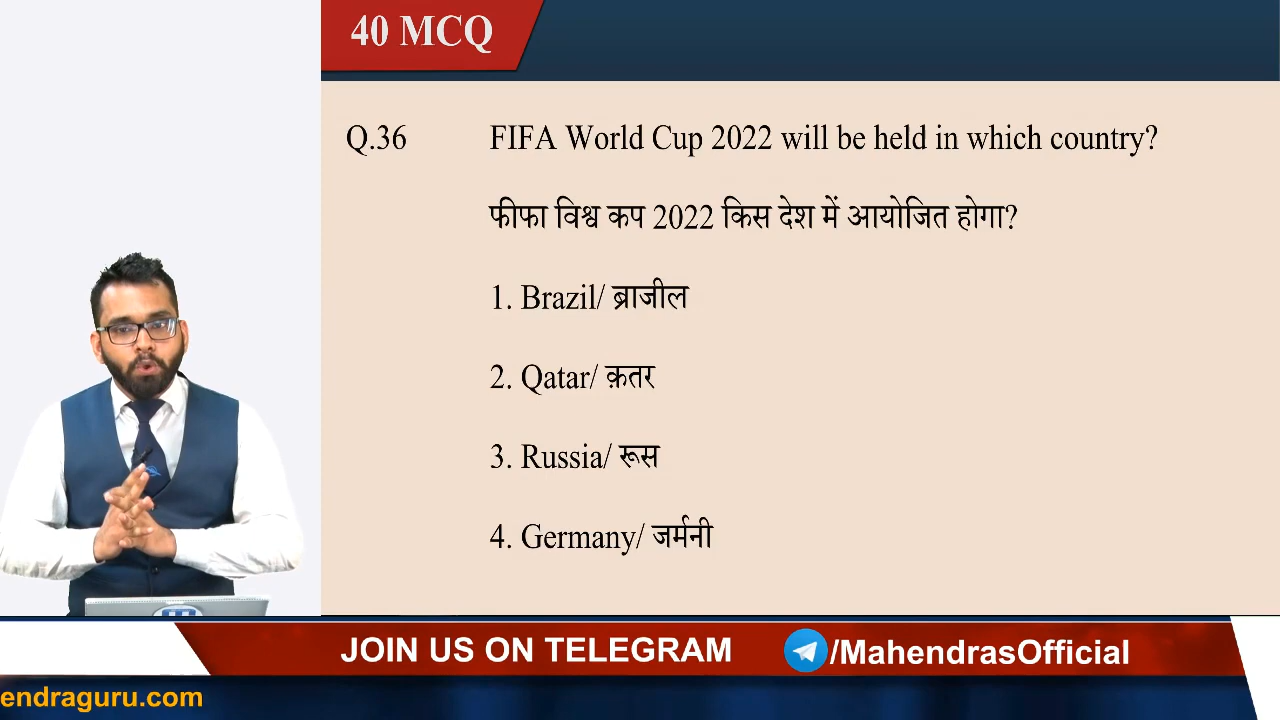 40 MCQ
Q.36 FIFA World Cup 2022 will be held in which country?
फीफा विश्व कप 2022 किस देश में आयोजित होगा?
1. Brazil/ ब्राजील
2. Qatar/ क़तर
3. Russia/ रूस
4. Germany/ जर्मनी
JOIN US ON TELEGRAM /MahendrasOfficial
endraguru.com